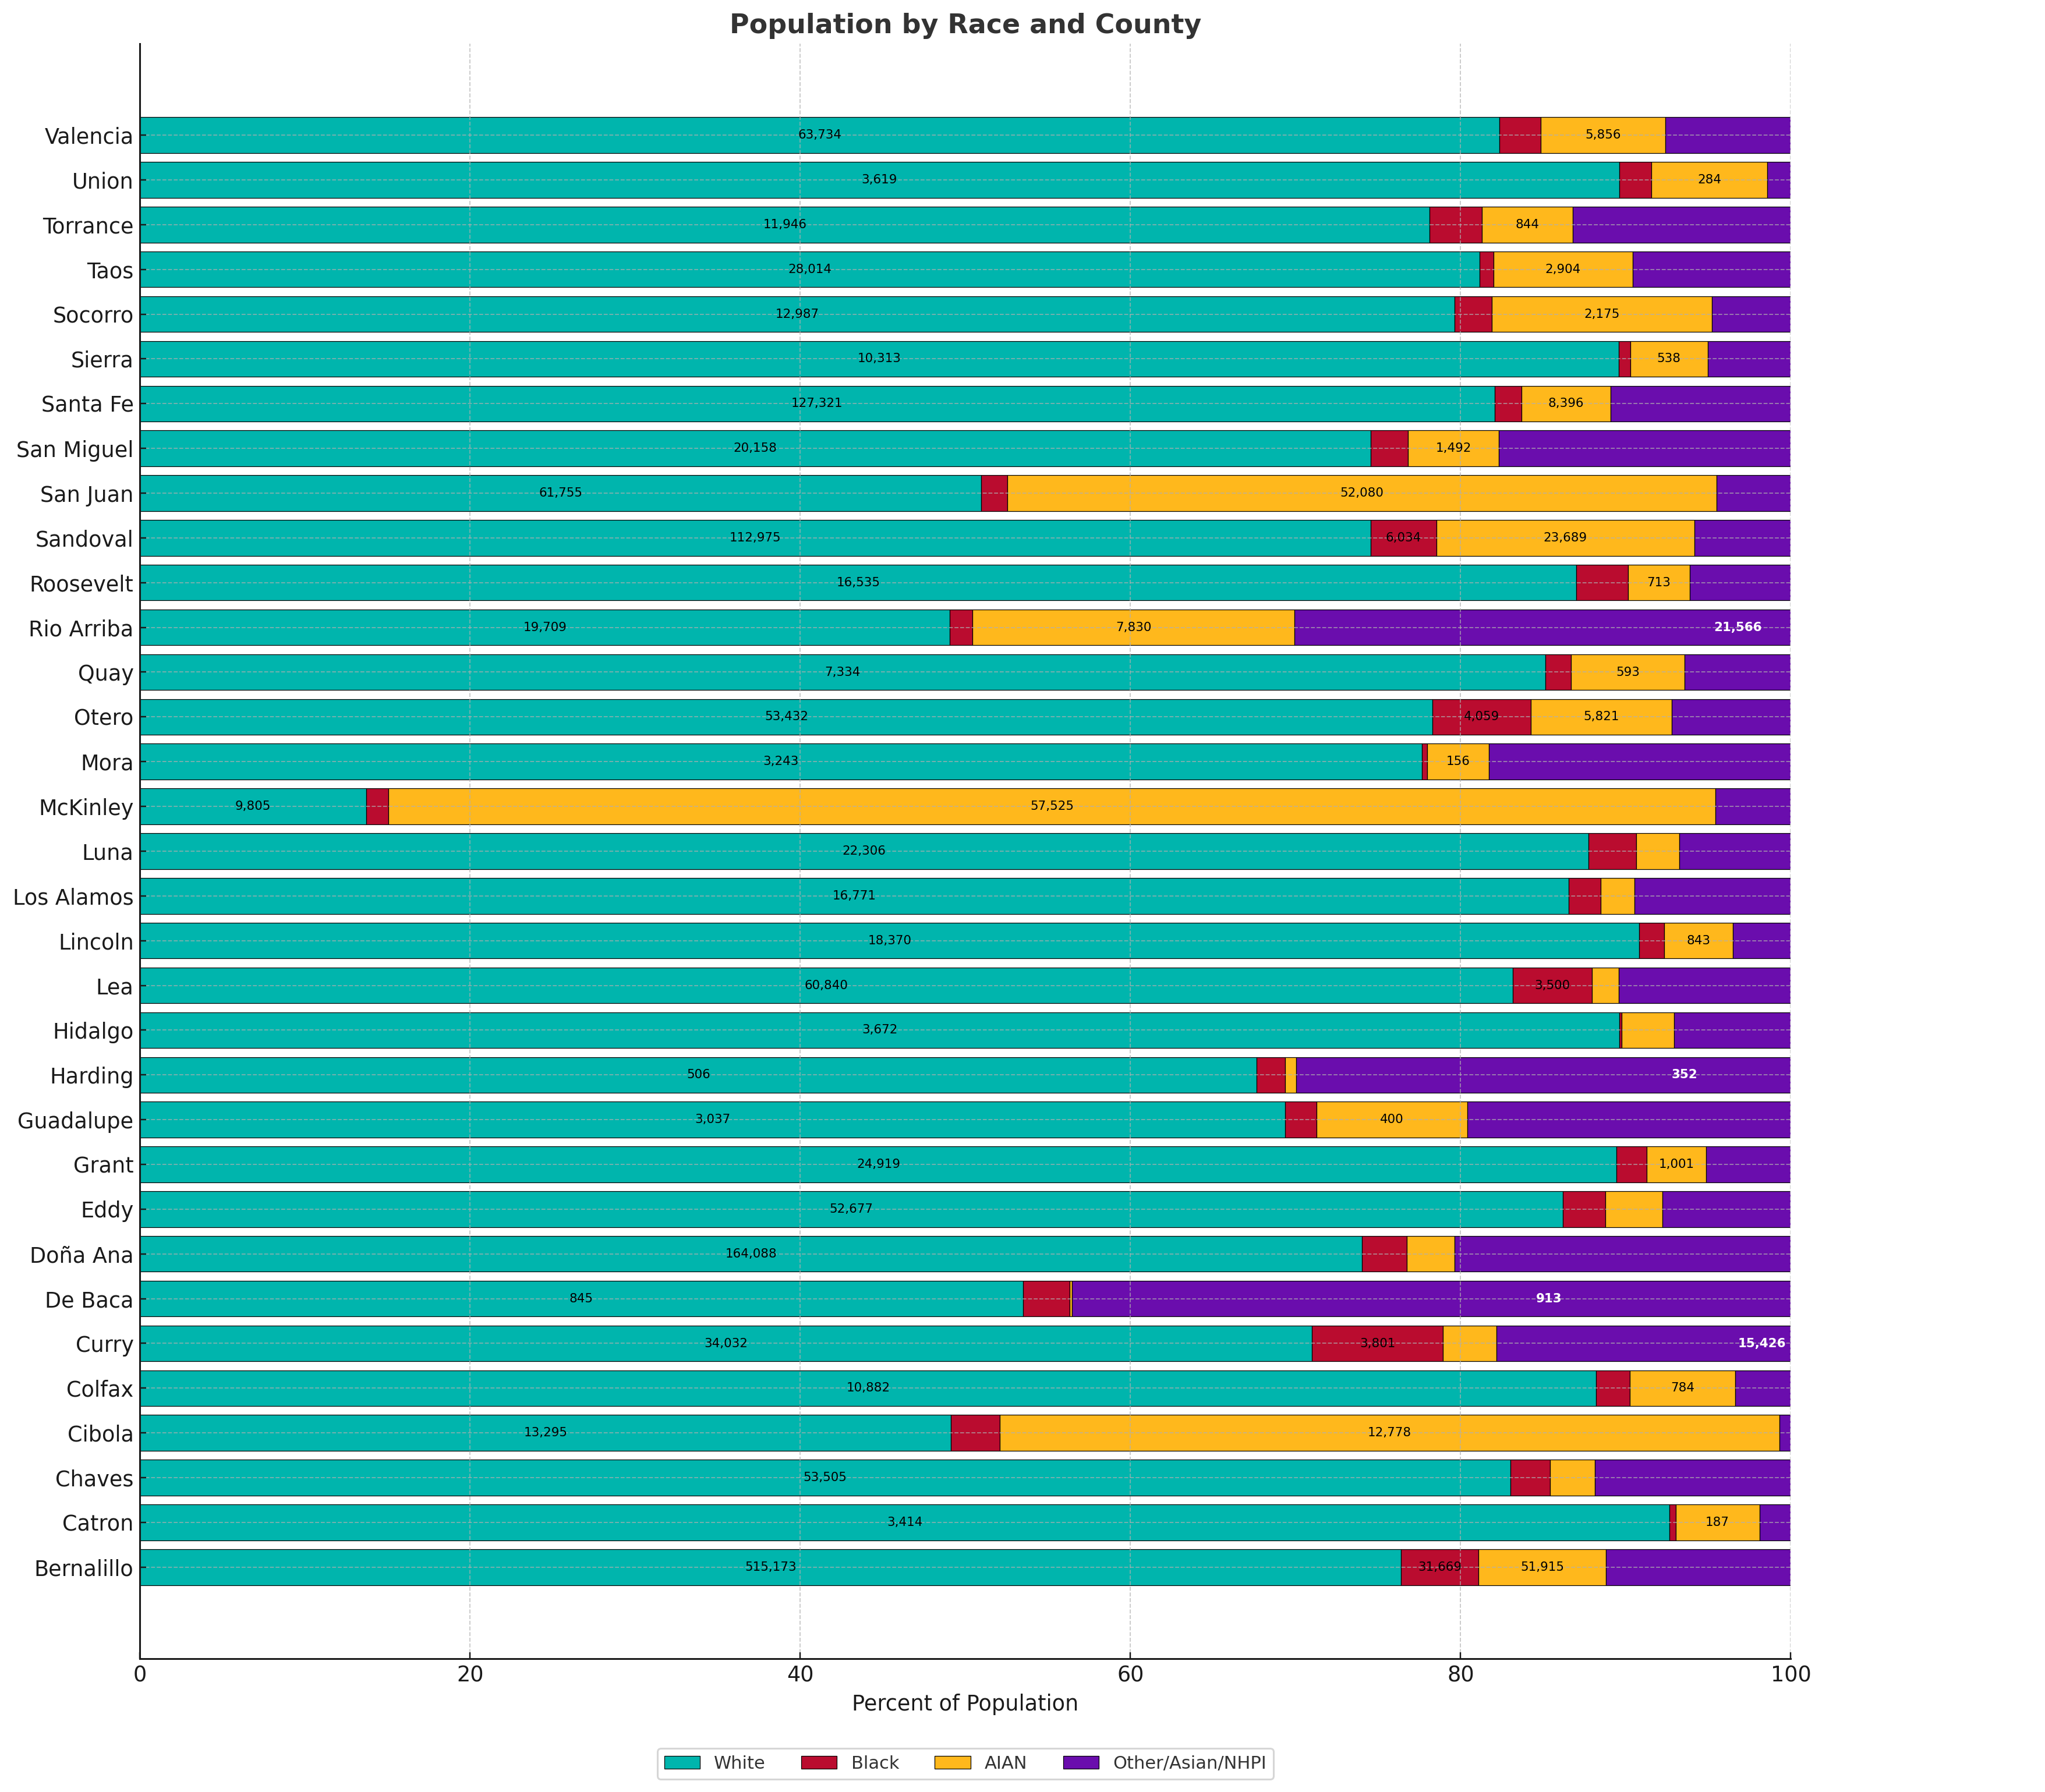 Population by Race and County
Valencia 63,734 5,856
Union 3,619 284
Torrance 11,946 844
Taos 28,014 2,904
Socorro 12,987 2,175
Sierra 10,313 538
Santa Fe 127,321 8,396
San Miguel 20,158 1,492
San Juan 61,755 52,080
Sandoval 112,975 6,034 23,689
Roosevelt 16,535 713
Rio Arriba 19,709 7,830 21,566
Quay 7,334 593
Otero 53,432 4,059 5,821
Mora 3,243 156
McKinley 9,805 57,525
Luna 22,306
Los Alamos 16,771
Lincoln 18,370 843
Lea 60,840 3,500
Hidalgo 3,672
Harding 506 352
Guadalupe 3,037 400
Grant 24,919 1,001
Eddy 52,677
Doña Ana 164,088
De Baca 845 913
Curry 34,032 3,801 15,426
Colfax 10,882 784
Cibola 13,295 12,778
Chaves 53,505
Catron 3,414 187
Bernalillo 515,173 31,669 51,915
0 20 40 60 80 100
Percent of Population
White Black AIAN Other/Asian/NHPI